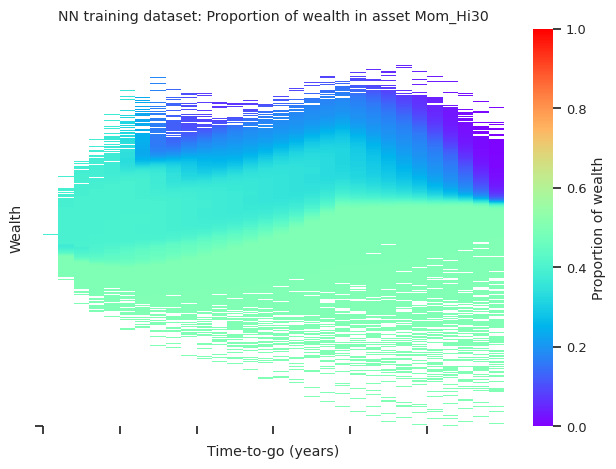 NN training dataset: Proportion of wealth in asset Mom_Hi30
Wealth
Time-to-go (years)
1.0
0.8
0.6
0.4
0.2
0.0
Proportion of wealth